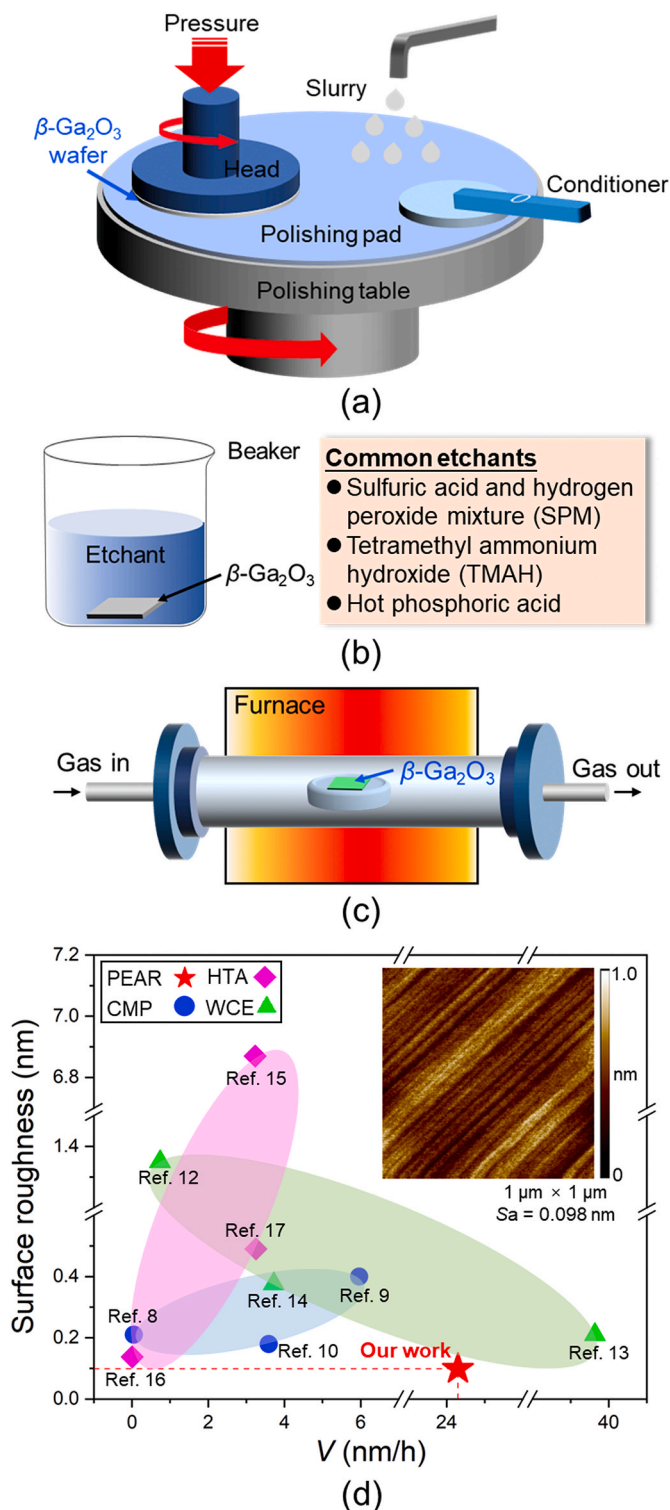 Pressure
Slurry
β-Ga₂O₃
wafer
Head
Conditioner
Polishing pad
Polishing table
(a)
Beaker
Etchant
β-Ga₂O₃
Common etchants
● Sulfuric acid and hydrogen
peroxide mixture (SPM)
● Tetramethyl ammonium
hydroxide (TMAH)
● Hot phosphoric acid
(b)
Furnace
Gas in
β-Ga₂O₃
Gas out
(c)
7.2
7.0
6.8
1.4
0.4
0.2
0.0
Surface roughness (nm)
PEAR HTA
CMP WCE
1.0
nm
0
1 μm × 1 μm
Sa = 0.098 nm
Ref. 15
Ref. 12
Ref. 17
Ref. 14
Ref. 9
Ref. 8
Ref. 10
Ref. 16
Our work
Ref. 13
0 2 4 6 24 40
V (nm/h)
(d)